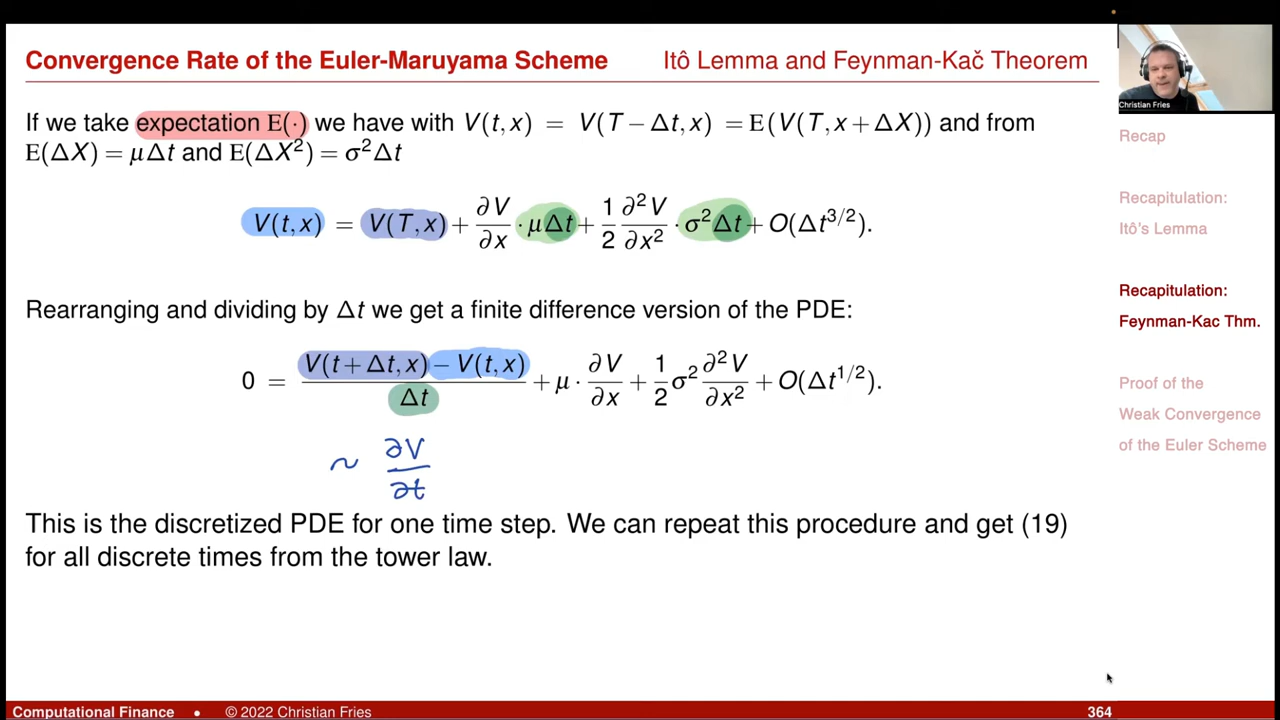 Convergence Rate of the Euler-Maruyama Scheme Itô Lemma and Feynman-Kač Theorem
Christian Fries
If we take expectation E(·) we have with V(t,x) = V(T−Δt,x) = E(V(T,x+ΔX)) and from
E(ΔX) = μΔt and E(ΔX²) = σ²Δt
V(t,x) = V(T,x) + ∂V/∂x · μΔt + 1/2 ∂²V/∂x² · σ²Δt + O(Δt^{3/2}).
Rearranging and dividing by Δt we get a finite difference version of the PDE:
0 = (V(t+Δt,x) − V(t,x))/Δt + μ · ∂V/∂x + 1/2 σ² ∂²V/∂x² + O(Δt^{1/2}).
~ ∂V/∂t
This is the discretized PDE for one time step. We can repeat this procedure and get (19)
for all discrete times from the tower law.
Recap
Recapitulation:
Itô's Lemma
Recapitulation:
Feynman-Kac Thm.
Proof of the
Weak Convergence
of the Euler Scheme
Computational Finance • © 2022 Christian Fries 364